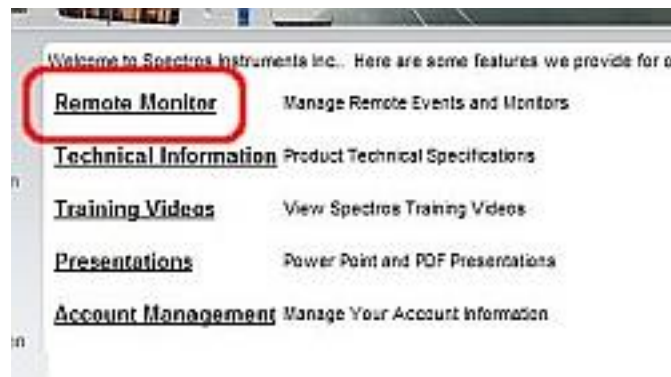 Welcome to Spectros Instruments Inc.. Here are some features we provide for o
Remote Monitor Manage Remote Events and Monitors
Technical Information Product Technical Specifications
Training Videos View Spectros Training Videos
Presentations Power Point and PDF Presentations
Account Management Manage Your Account Information